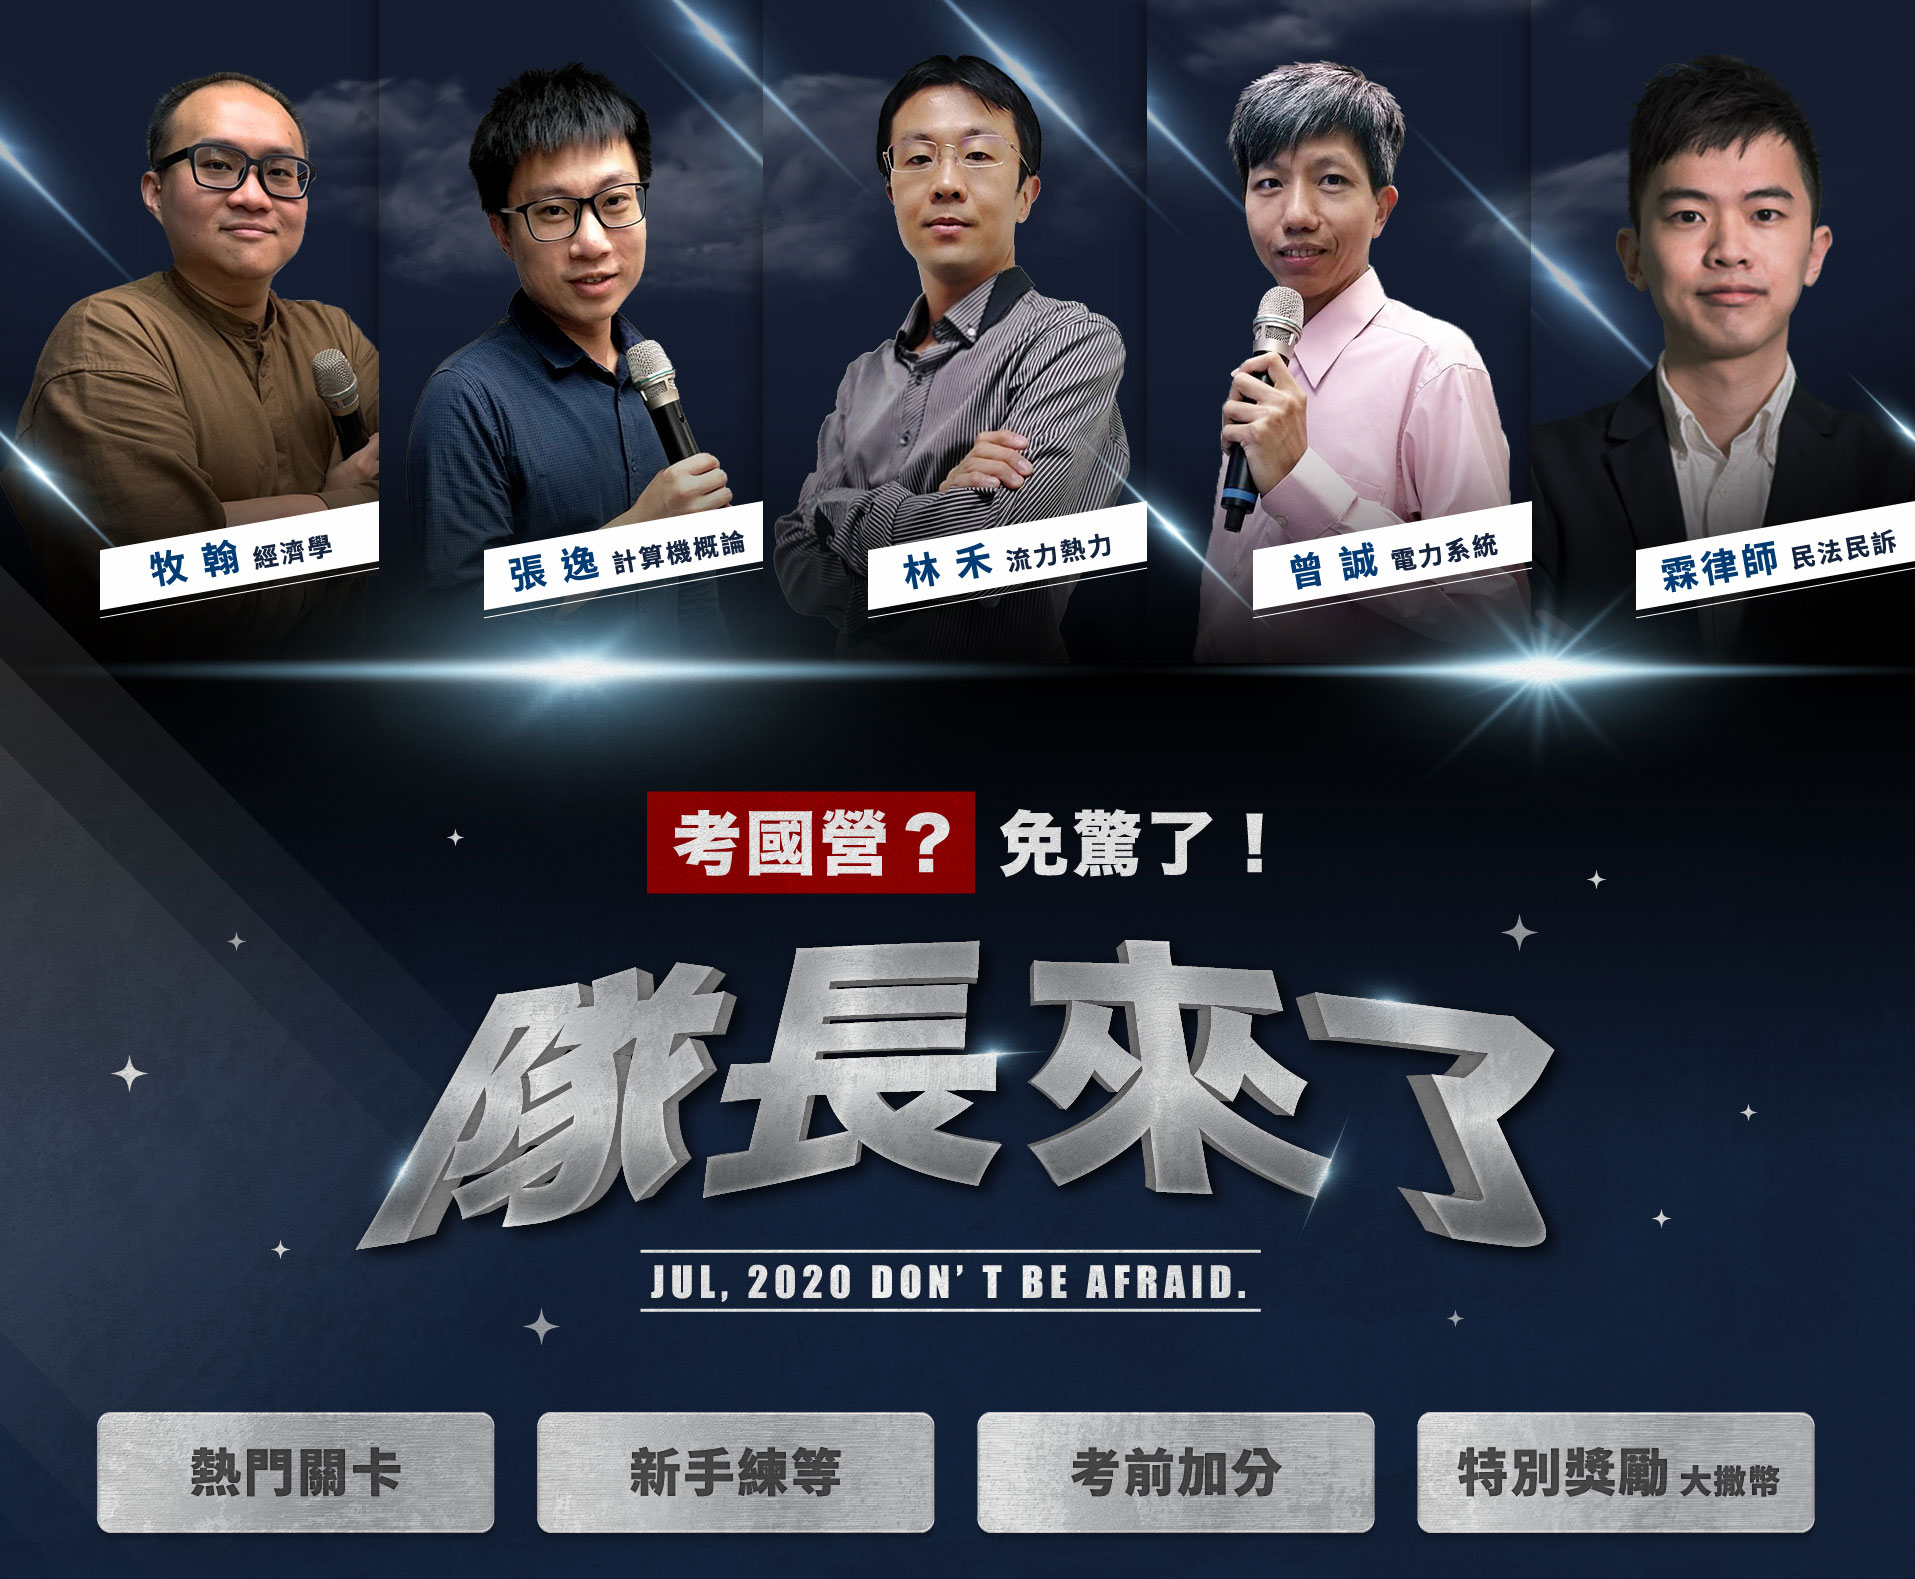 牧翰 經濟學
張逸 計算機概論
林禾 流力熱力
曾誠 電力系統
霖律師 民法民訴
考國營？ 免驚了！
隊長來了
JUL, 2020 DON'T BE AFRAID.
熱門關卡
新手練等
考前加分
特別獎勵 大撒幣